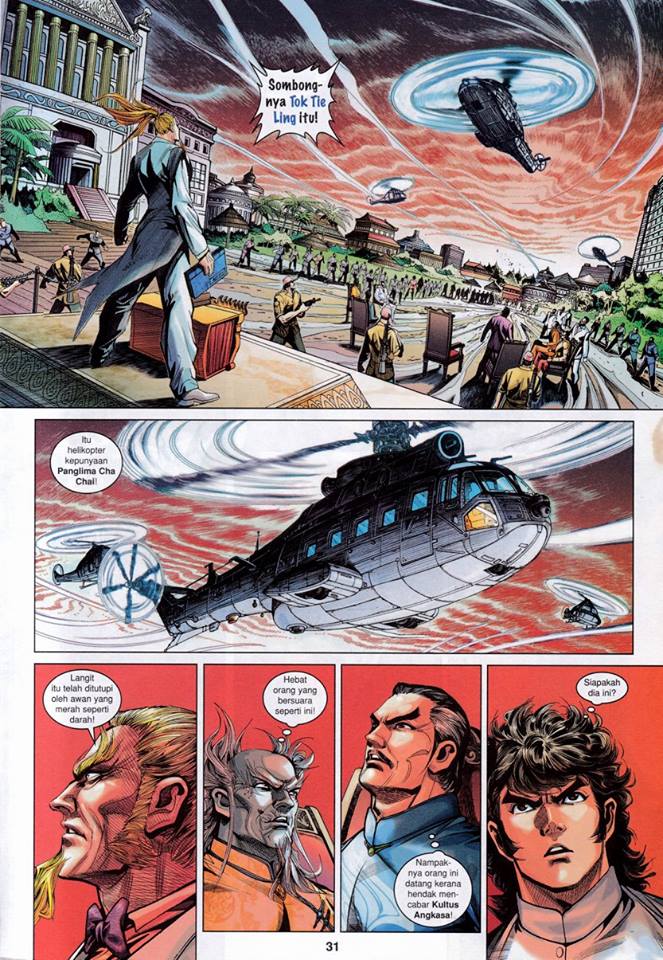 Sombong-
nya Tok Tie
Ling itu!
Itu
helikopter
kepunyaan
Panglima Cha
Chai!
Langit
itu telah ditutupi
oleh awan yang
merah seperti
darah!
Hebat
orang yang
bersuara
seperti ini!
Nampak-
nya orang ini
datang kerana
hendak men-
cabar Kultus
Angkasa!
Siapakah
dia ini?
31